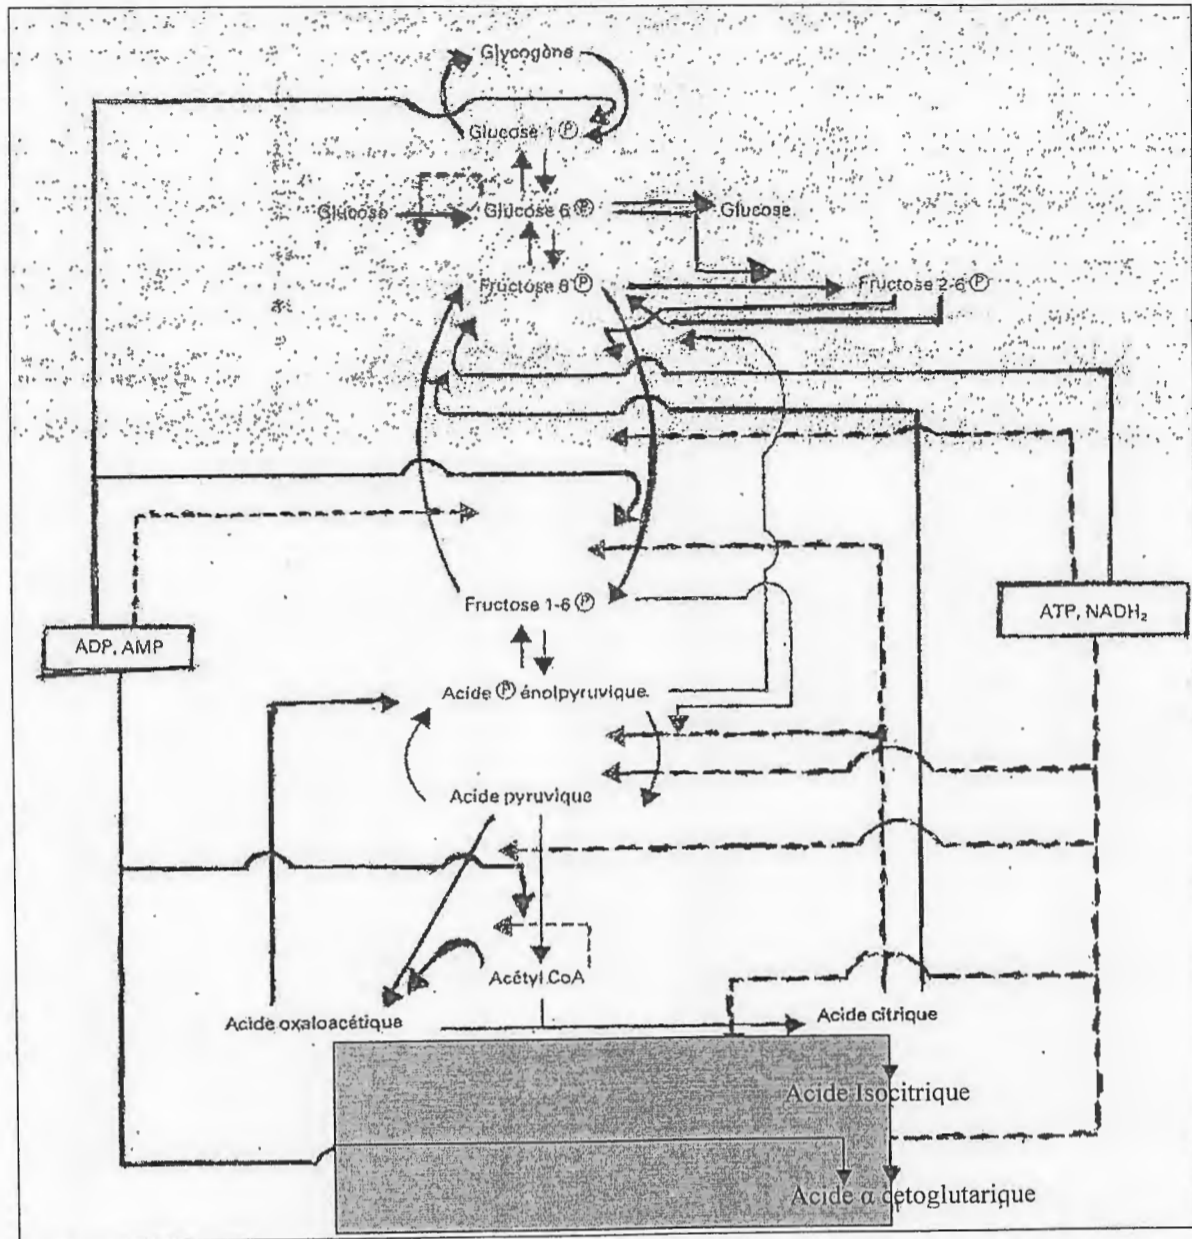 Glycogène
Glucose 1 Ⓟ
Glucose Glucose 6 Ⓟ Glucose
Fructose 6 Ⓟ Fructose 2-6 Ⓟ
Fructose 1-6 Ⓟ
ADP, AMP
ATP, NADH₂
Acide Ⓟ énolpyruvique
Acide pyruvique
Acétyl CoA
Acide oxaloacétique
Acide citrique
Acide Isocitrique
Acide α cetoglutarique